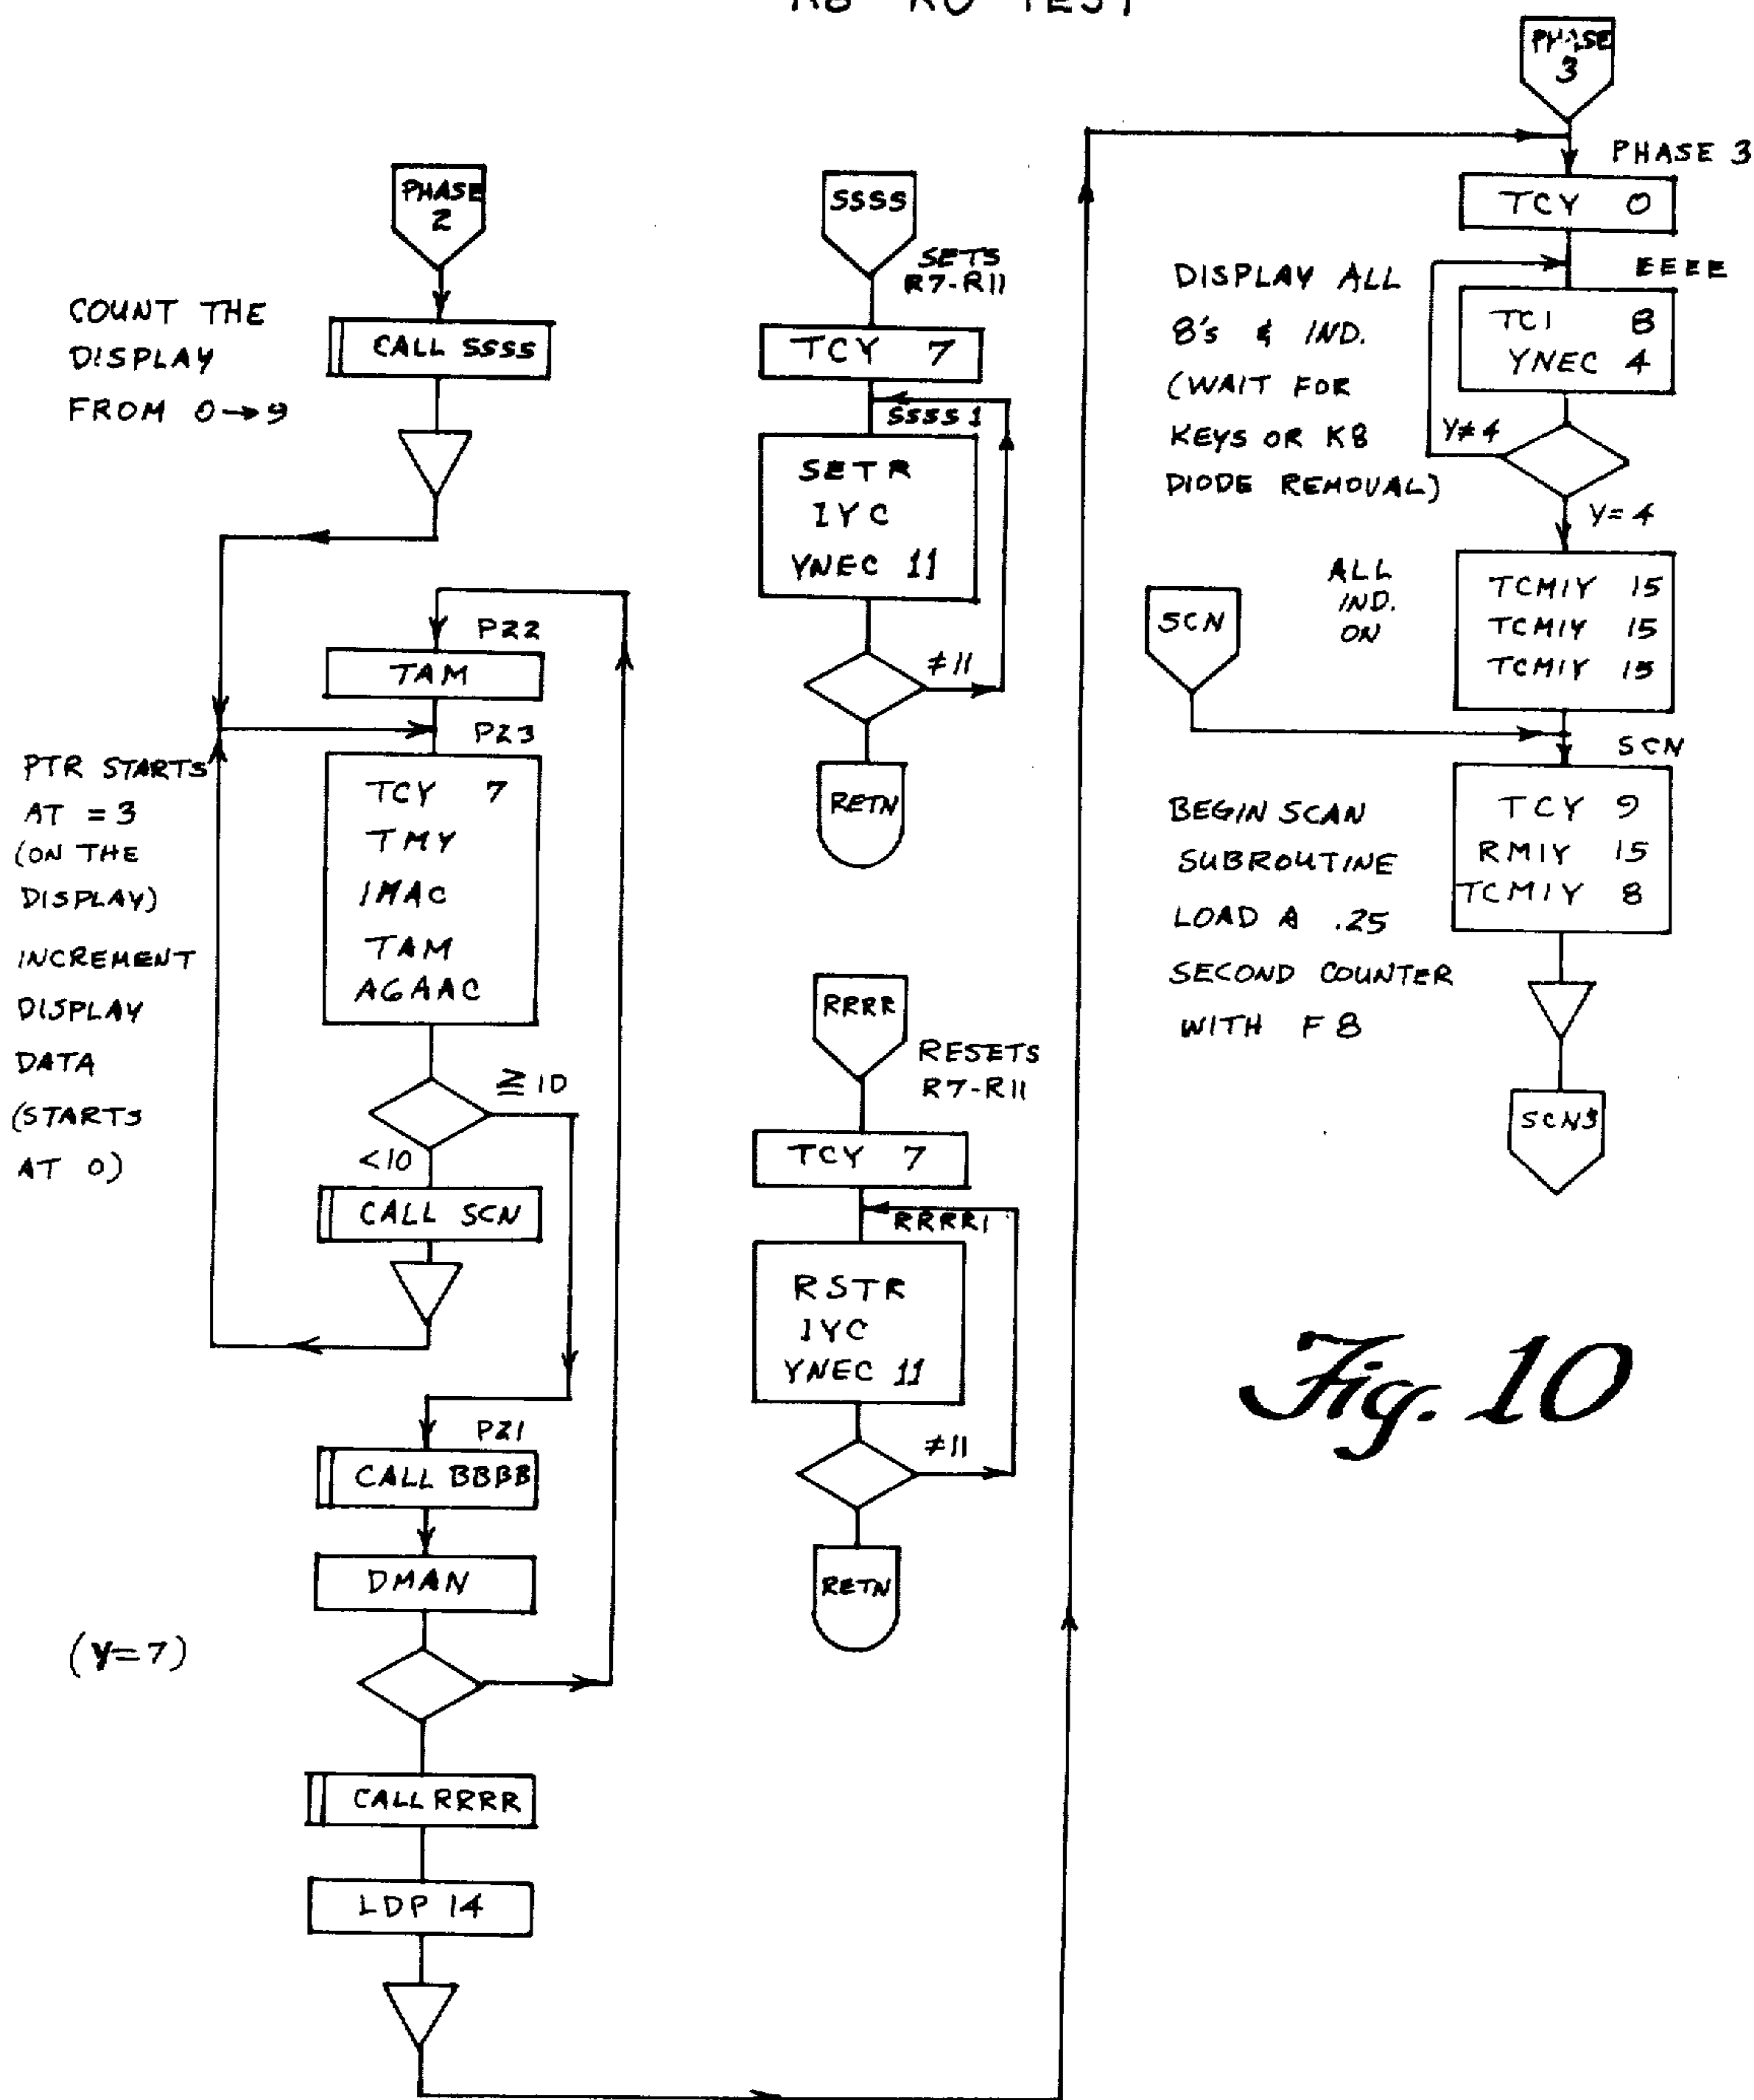 K8 R0 TEST
PHASE
2
COUNT THE
DISPLAY
FROM 0→9
CALL SSSS
P22
TAM
P23
PTR STARTS
AT = 3
(ON THE
DISPLAY)
INCREMENT
DISPLAY
DATA
(STARTS
AT 0)
TCY 7
TMY
IMAC
TAM
A6AAC
≧10
<10
CALL SCN
P21
CALL BBBB
DMAN
(Y=7)
CALL RRRR
LDP 14
SSSS
SETS
R7-R11
TCY 7
SSSS1
SETR
IYC
YNEC 11
≠11
RETN
RRRR
RESETS
R7-R11
TCY 7
RRRR1
RSTR
IYC
YNEC 11
≠11
RETN
PHASE
3
PHASE 3
TCY 0
EEEE
DISPLAY ALL
8's & IND.
(WAIT FOR
KEYS OR K8
DIODE REMOVAL)
TCI 8
YNEC 4
Y≠4
Y=4
ALL
IND.
ON
TCMIY 15
TCMIY 15
TCMIY 15
SCN
SCN
BEGIN SCAN
SUBROUTINE
LOAD A .25
SECOND COUNTER
WITH F8
TCY 9
RMIY 15
TCMIY 8
SCN3
Fig. 10